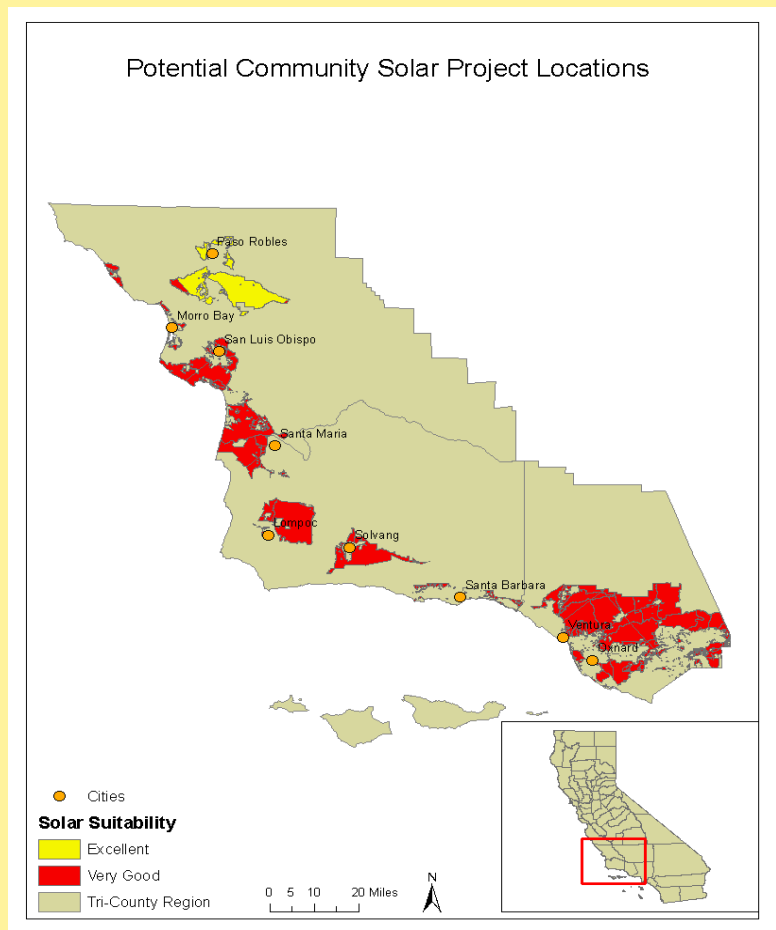 Potential Community Solar Project Locations
Paso Robles
Morro Bay
San Luis Obispo
Santa Maria
Lompoc
Solvang
Santa Barbara
Ventura
Oxnard
Cities
Solar Suitability
Excellent
Very Good
Tri-County Region
0 5 10 20 Miles
N